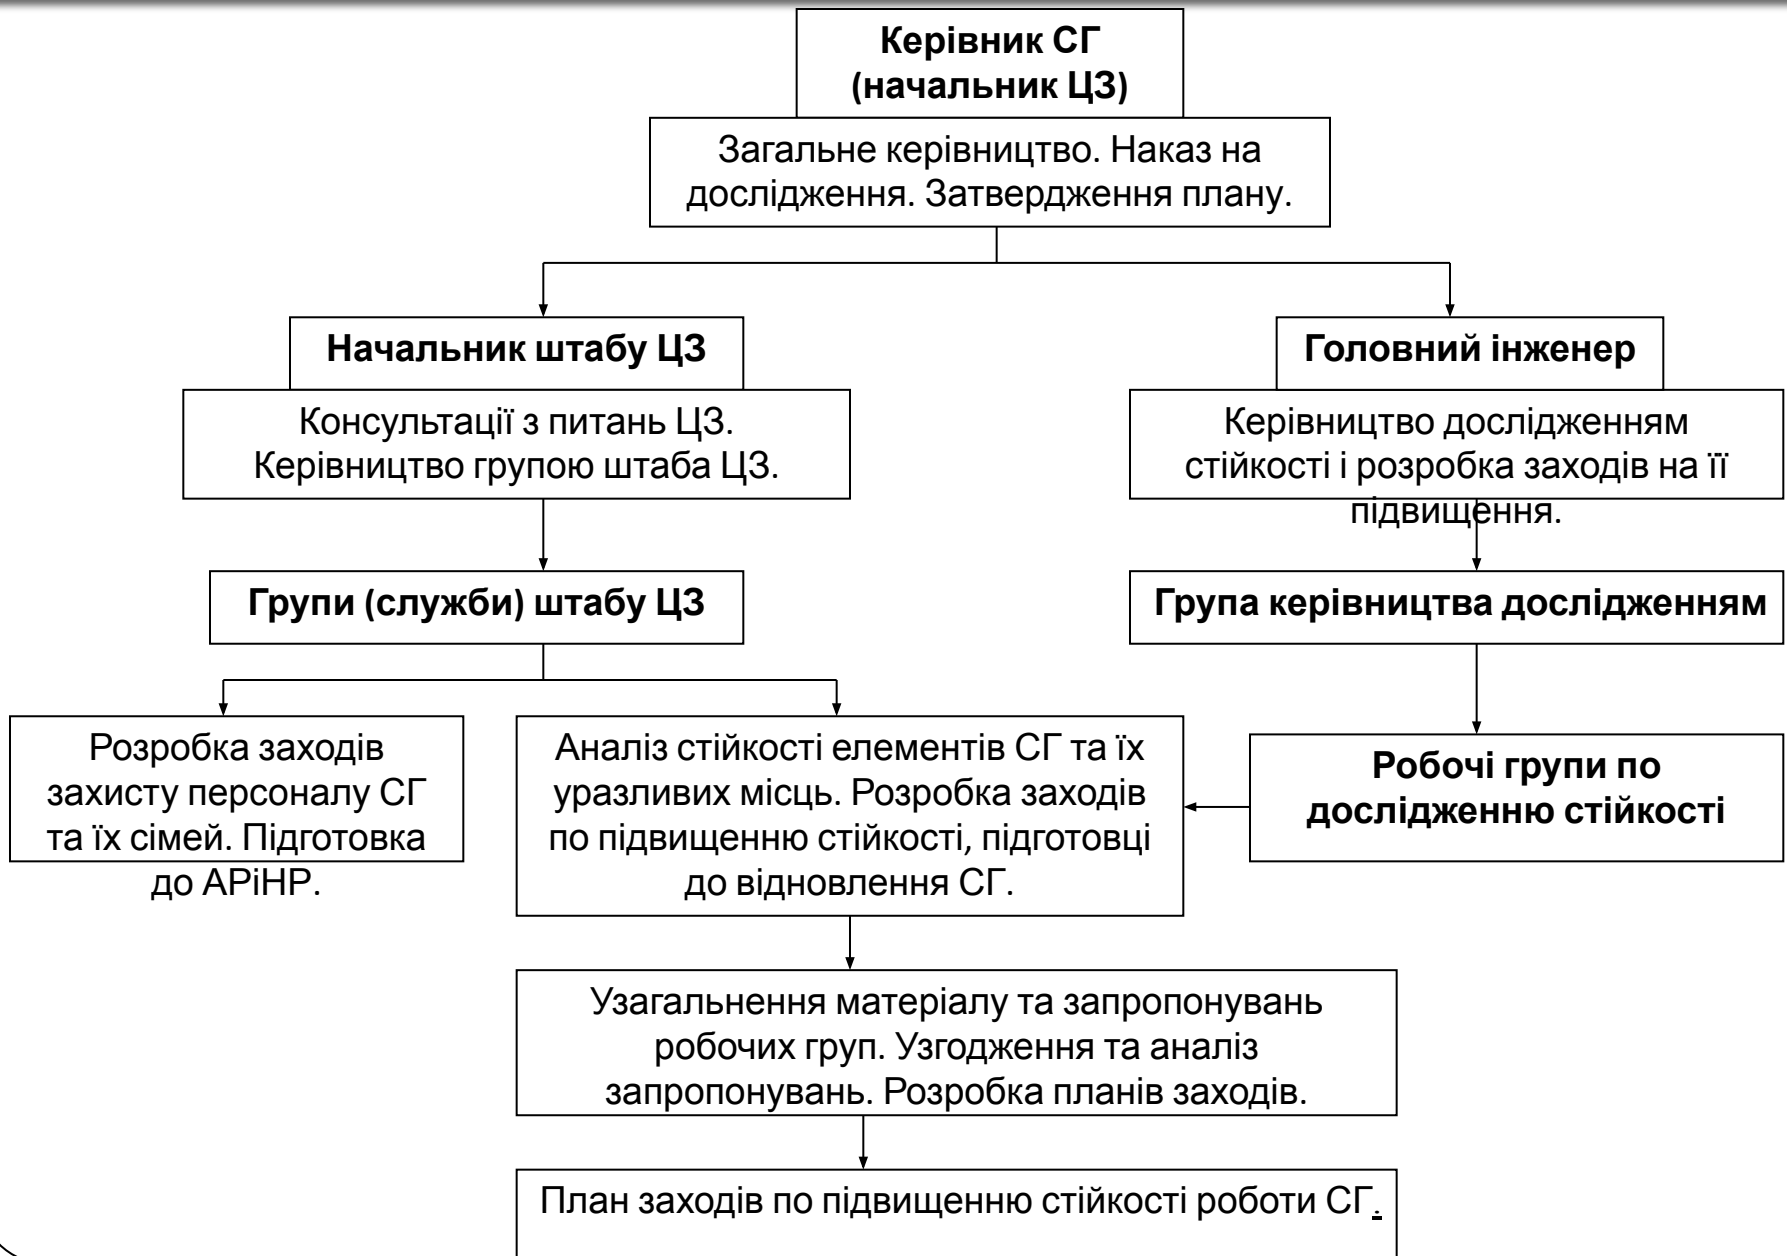 Керівник СГ
(начальник ЦЗ)
Загальне керівництво. Наказ на
дослідження. Затвердження плану.
Начальник штабу ЦЗ
Консультації з питань ЦЗ.
Керівництво групою штаба ЦЗ.
Головний інженер
Керівництво дослідженням
стійкості і розробка заходів на її
підвищення.
Групи (служби) штабу ЦЗ
Група керівництва дослідженням
Розробка заходів
захисту персоналу СГ
та їх сімей. Підготовка
до АРіНР.
Аналіз стійкості елементів СГ та їх
уразливих місць. Розробка заходів
по підвищенню стійкості, підготовці
до відновлення СГ.
Робочі групи по
дослідженню стійкості
Узагальнення матеріалу та запропонувань
робочих груп. Узгодження та аналіз
запропонувань. Розробка планів заходів.
План заходів по підвищенню стійкості роботи СГ.